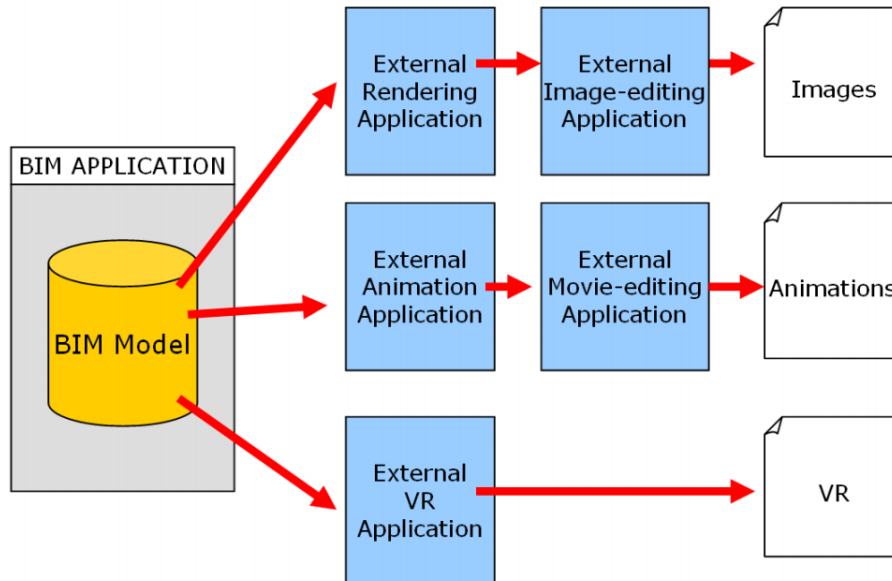 BIM APPLICATION
BIM Model
External
Rendering
Application
External
Image-editing
Application
Images
External
Animation
Application
External
Movie-editing
Application
Animations
External
VR
Application
VR